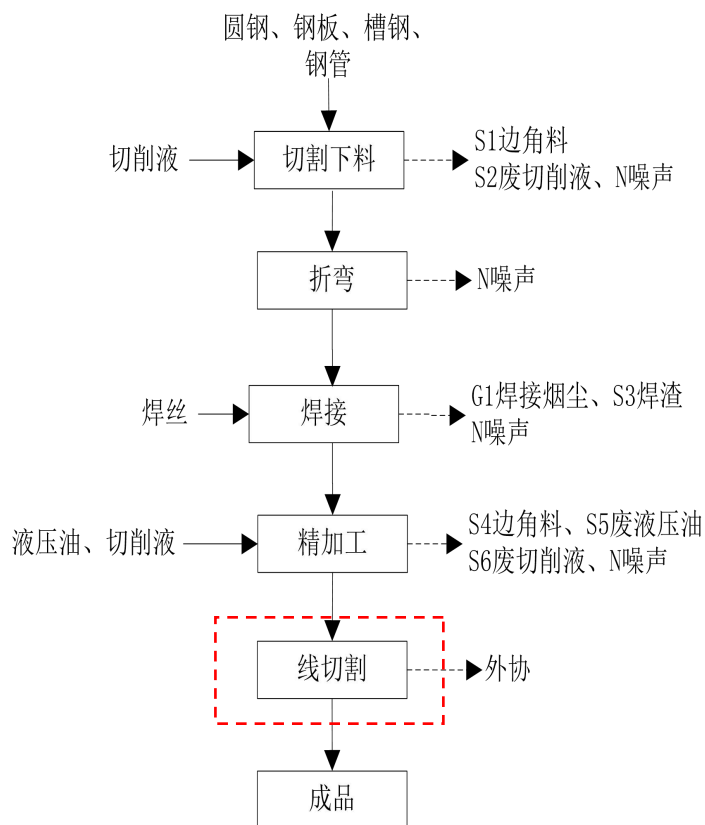 圆钢、钢板、槽钢、
钢管
切削液
切割下料
S1边角料
S2废切削液、N噪声
折弯
N噪声
焊丝
焊接
G1焊接烟尘、S3焊渣
N噪声
液压油、切削液
精加工
S4边角料、S5废液压油
S6废切削液、N噪声
线切割
外协
成品